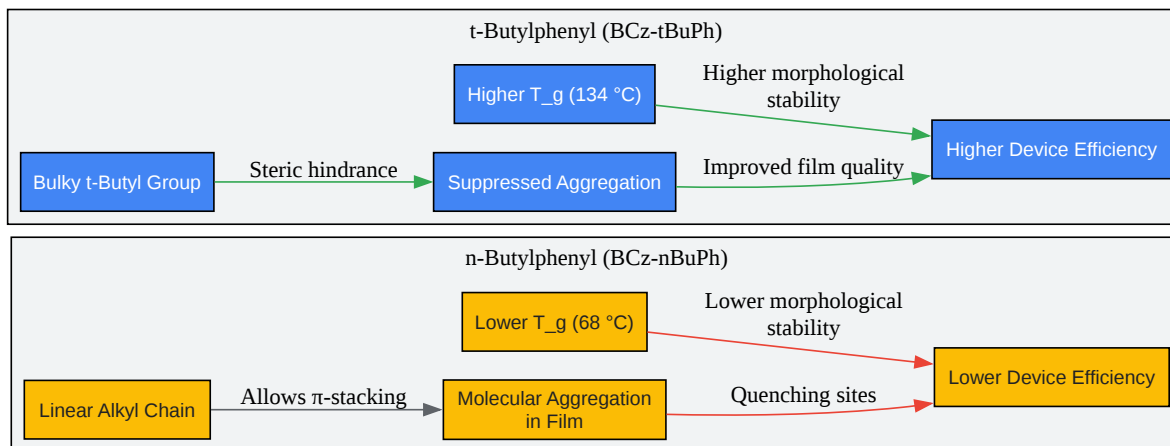 t-Butylphenyl (BCz-tBuPh)
Higher T_g (134 °C)
Higher morphological
stability
Bulky t-Butyl Group
Steric hindrance
Suppressed Aggregation
Improved film quality
Higher Device Efficiency
n-Butylphenyl (BCz-nBuPh)
Lower T_g (68 °C)
Lower morphological
stability
Linear Alkyl Chain
Allows π-stacking
Molecular Aggregation
in Film
Quenching sites
Lower Device Efficiency